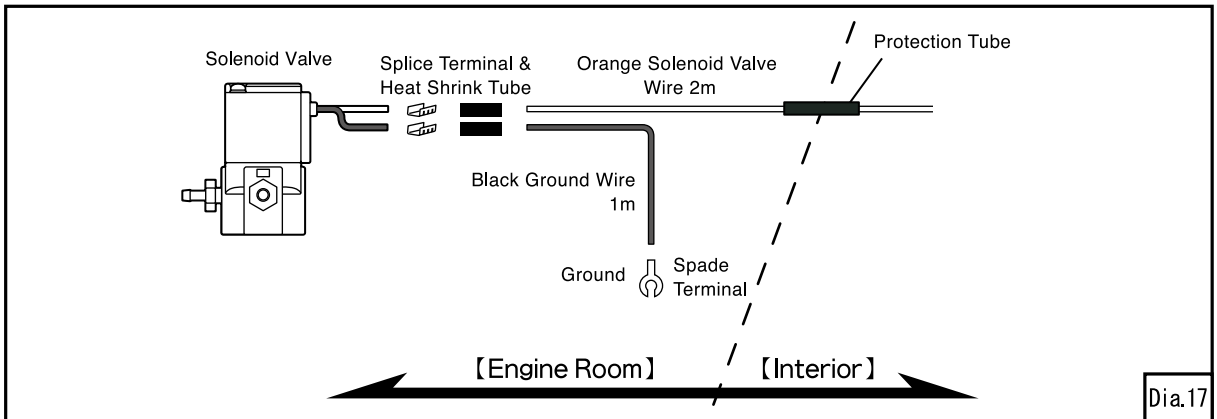 Solenoid Valve
Splice Terminal &
Heat Shrink Tube
Orange Solenoid Valve
Wire 2m
Protection Tube
Black Ground Wire
1m
Ground
Spade
Terminal
【Engine Room】
【Interior】
Dia.17